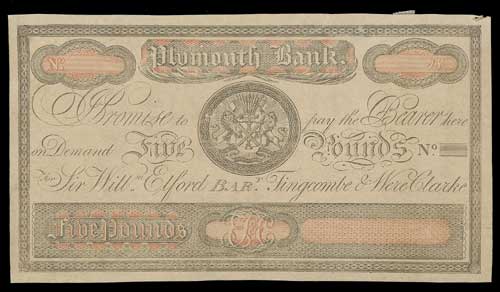 Plymouth Bank.
No.
I Promise to pay the Bearer here
on Demand Five Pounds No
For Sir Willm. Elford BART. Tingcombe & Were Clarke
Five Pounds